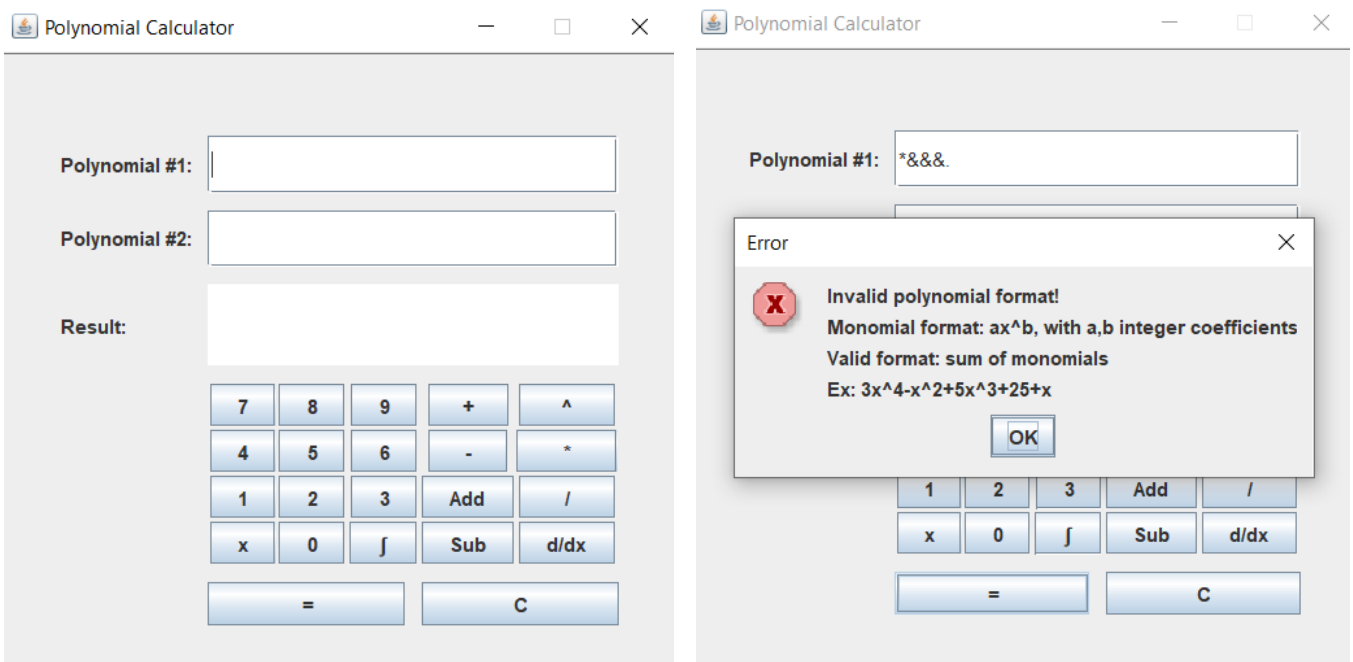 Polynomial Calculator
Polynomial #1:
Polynomial #2:
Result:
7 8 9 + ^
4 5 6 - *
1 2 3 Add /
x 0 ∫ Sub d/dx
= C
Polynomial Calculator
Polynomial #1: *&&&.
Error
Invalid polynomial format!
Monomial format: ax^b, with a,b integer coefficients
Valid format: sum of monomials
Ex: 3x^4-x^2+5x^3+25+x
OK
1 2 3 Add /
x 0 ∫ Sub d/dx
= C